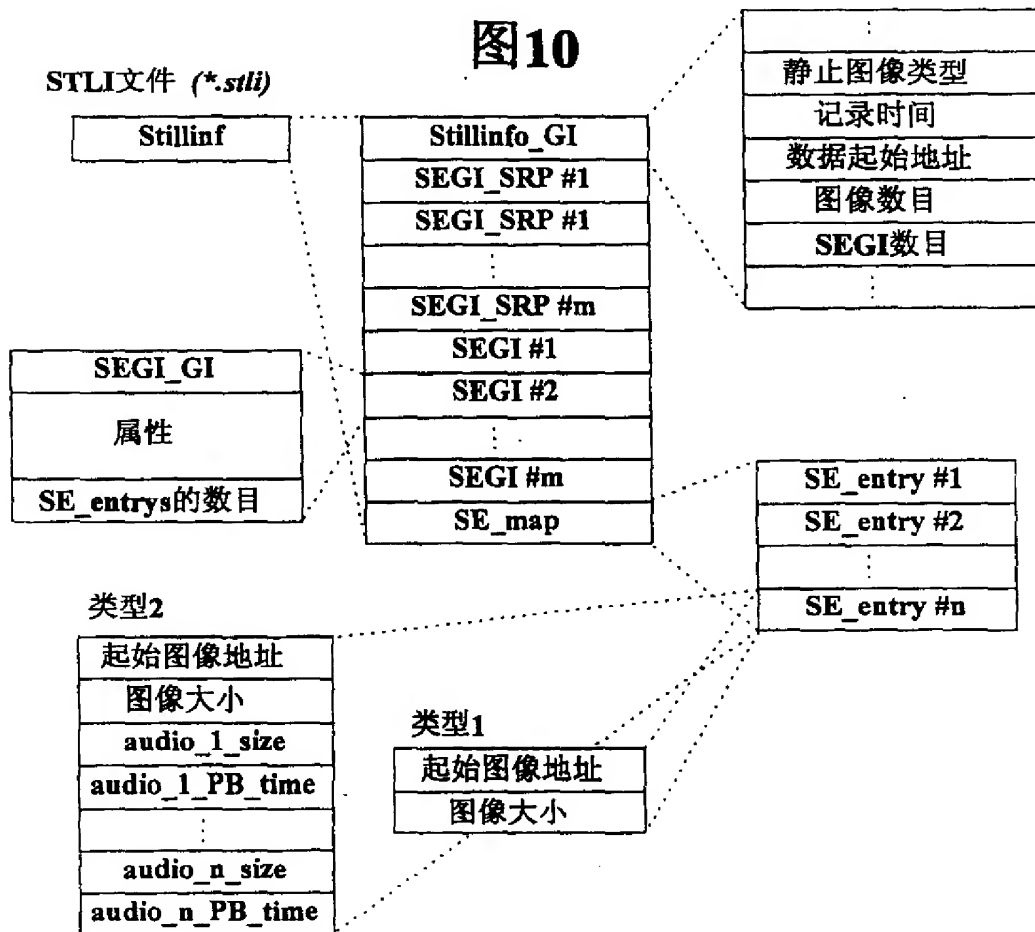 图10
STLI文件 (*.stli)
Stillinf
Stillinfo_GI
SEGI_SRP #1
SEGI_SRP #1
SEGI_SRP #m
SEGI #1
SEGI #2
SEGI #m
SE_map
静止图像类型
记录时间
数据起始地址
图像数目
SEGI数目
SEGI_GI
属性
SE_entrys的数目
SE_entry #1
SE_entry #2
SE_entry #n
类型2
起始图像地址
图像大小
audio_1_size
audio_1_PB_time
audio_n_size
audio_n_PB_time
类型1
起始图像地址
图像大小